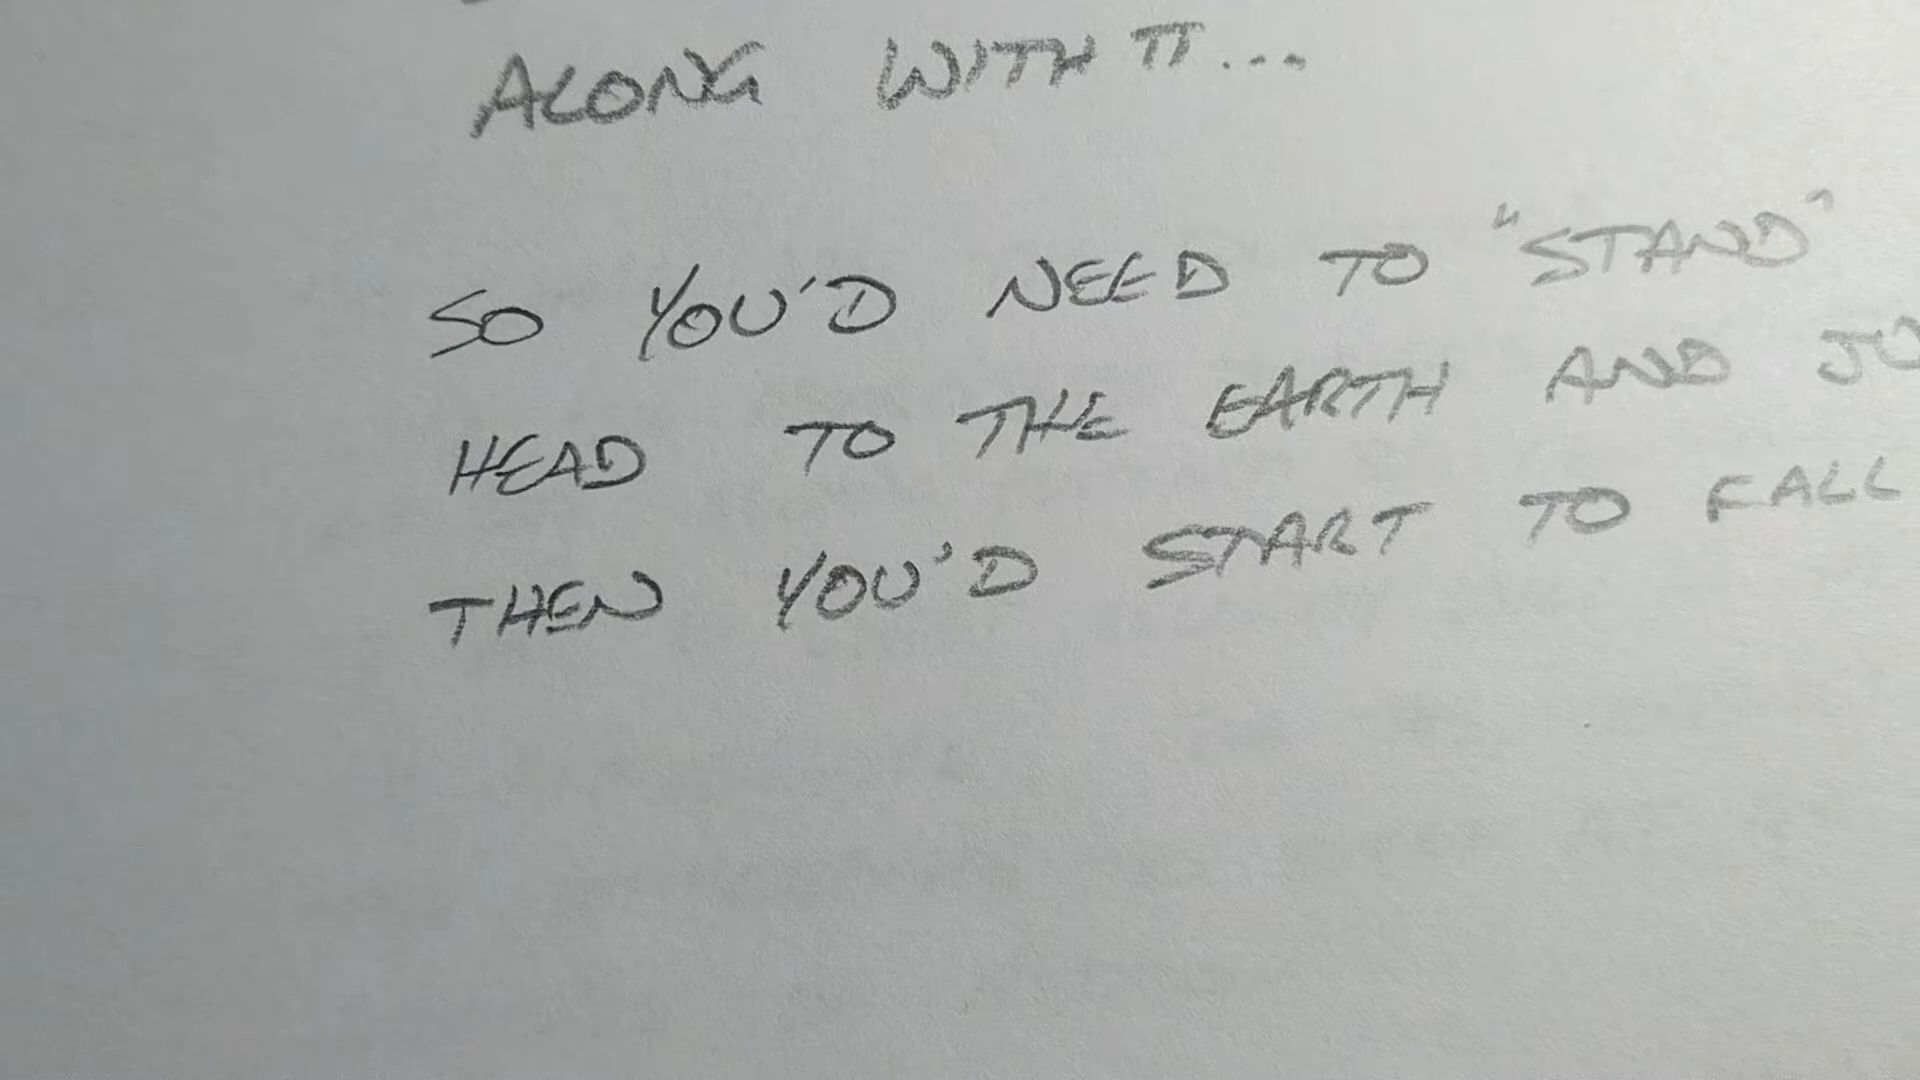 ALONG WITH IT...
SO YOU'D NEED TO "STAND"
HEAD TO THE EARTH AND
THEN YOU'D START TO FALL